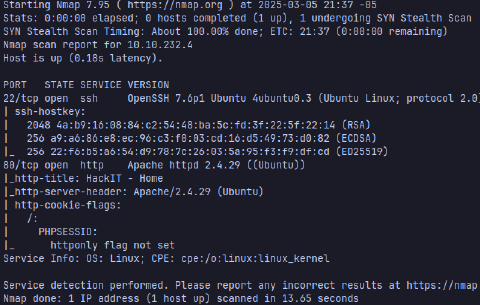 Starting Nmap 7.95 ( https://nmap.org ) at 2025-03-05 21:37 -05
Stats: 0:00:00 elapsed; 0 hosts completed (1 up), 1 undergoing SYN Stealth Scan
SYN Stealth Scan Timing: About 100.00% done; ETC: 21:37 (0:00:00 remaining)
Nmap scan report for 10.10.232.4
Host is up (0.18s latency).
PORT   STATE SERVICE VERSION
22/tcp open  ssh     OpenSSH 7.6p1 Ubuntu 4ubuntu0.3 (Ubuntu Linux; protocol 2.0)
| ssh-hostkey:
|   2048 4a:b9:16:08:84:c2:54:48:ba:5c:fd:3f:22:5f:22:14 (RSA)
|   256 a9:a6:86:e8:ec:96:c3:f0:03:cd:16:d5:49:73:d0:82 (ECDSA)
|_  256 22:f6:b5:a6:54:d9:78:7c:26:03:5a:95:f3:f9:df:cd (ED25519)
80/tcp open  http    Apache httpd 2.4.29 ((Ubuntu))
|_http-title: HackIT - Home
|_http-server-header: Apache/2.4.29 (Ubuntu)
| http-cookie-flags:
|   /:
|     PHPSESSID:
|_      httponly flag not set
Service Info: OS: Linux; CPE: cpe:/o:linux:linux_kernel
Service detection performed. Please report any incorrect results at https://nmap
Nmap done: 1 IP address (1 host up) scanned in 13.65 seconds